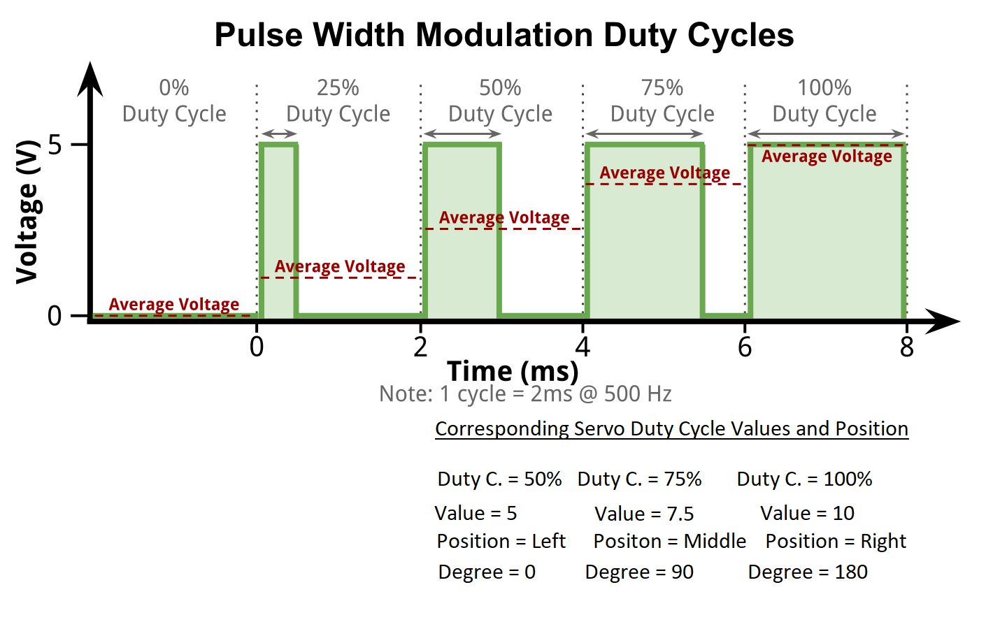 Pulse Width Modulation Duty Cycles
0%
Duty Cycle
25%
Duty Cycle
50%
Duty Cycle
75%
Duty Cycle
100%
Duty Cycle
Voltage (V)
5
0
Average Voltage
Average Voltage
Average Voltage
Average Voltage
Average Voltage
0 2 4 6 8
Time (ms)
Note: 1 cycle = 2ms @ 500 Hz
Corresponding Servo Duty Cycle Values and Position
Duty C. = 50% Duty C. = 75% Duty C. = 100%
Value = 5 Value = 7.5 Value = 10
Position = Left Positon = Middle Position = Right
Degree = 0 Degree = 90 Degree = 180